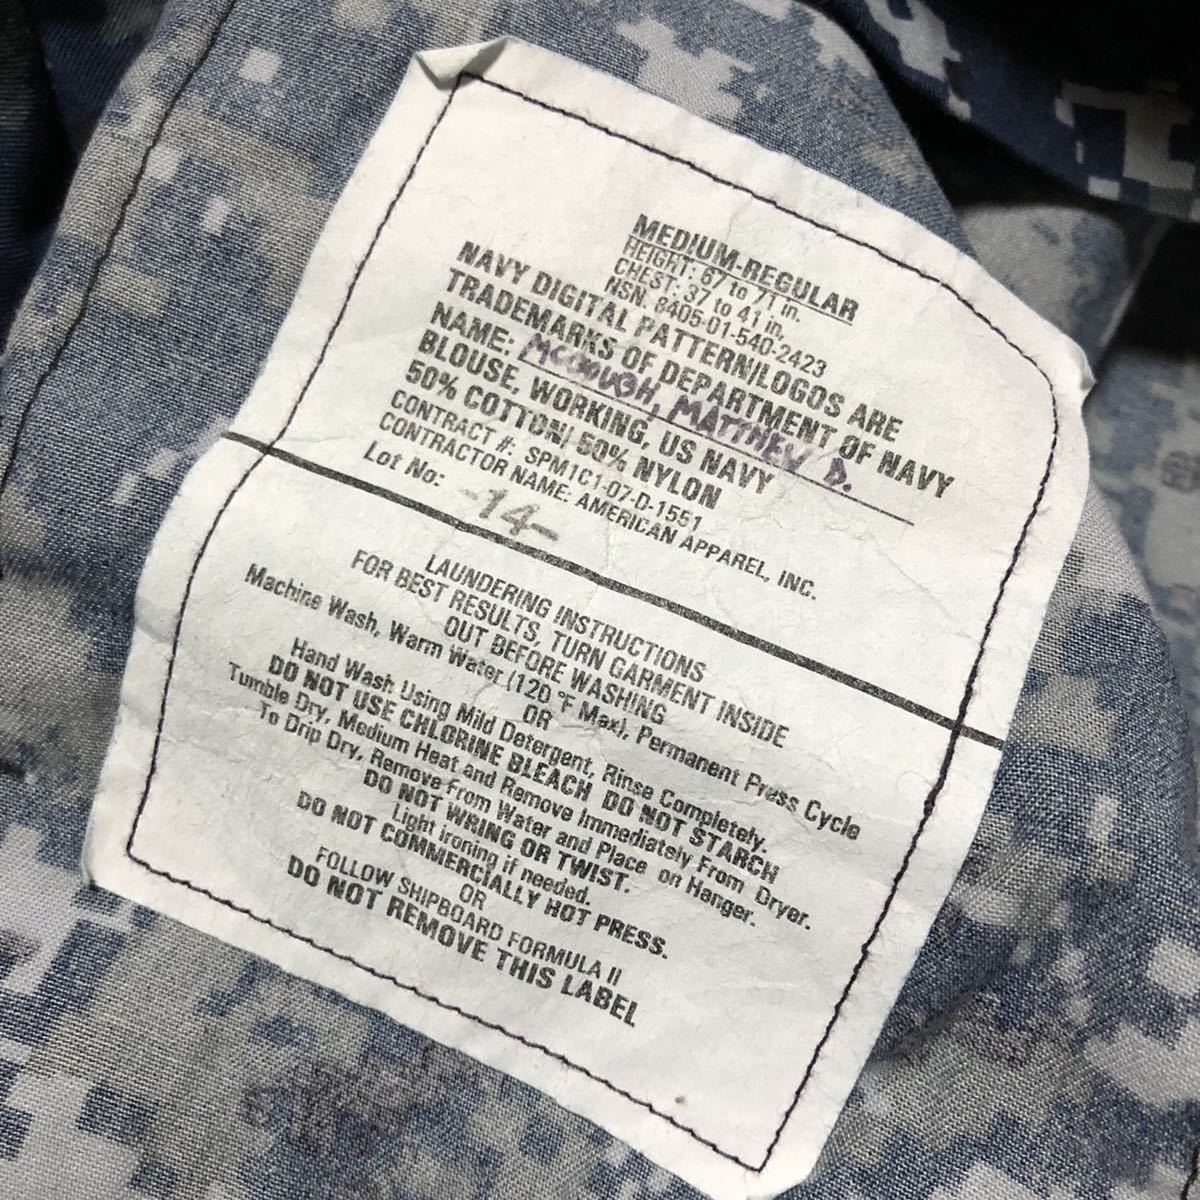 MEDIUM-REGULAR
HEIGHT: 67 to 71 in.
CHEST: 37 to 41 in.
NSN: 8405-01-540-2423
NAVY DIGITAL PATTERN/LOGOS ARE
TRADEMARKS OF DEPARTMENT OF NAVY
NAME: MATTHEW D.
BLOUSE, WORKING, US NAVY
50% COTTON/ 50% NYLON
CONTRACT #: SPM1C1-07-D-1551
CONTRACTOR NAME: AMERICAN APPAREL, INC.
Lot No: -14-
LAUNDERING INSTRUCTIONS
FOR BEST RESULTS, TURN GARMENT INSIDE
OUT BEFORE WASHING
Machine Wash, Warm Water (120 °F Max), Permanent Press Cycle
OR
Hand Wash Using Mild Detergent, Rinse Completely.
DO NOT USE CHLORINE BLEACH DO NOT STARCH
Tumble Dry, Medium Heat and Remove Immediately From Dryer.
To Drip Dry, Remove From Water and Place on Hanger.
DO NOT WRING OR TWIST.
Light ironing if needed.
DO NOT COMMERCIALLY HOT PRESS.
OR
FOLLOW SHIPBOARD FORMULA II
DO NOT REMOVE THIS LABEL